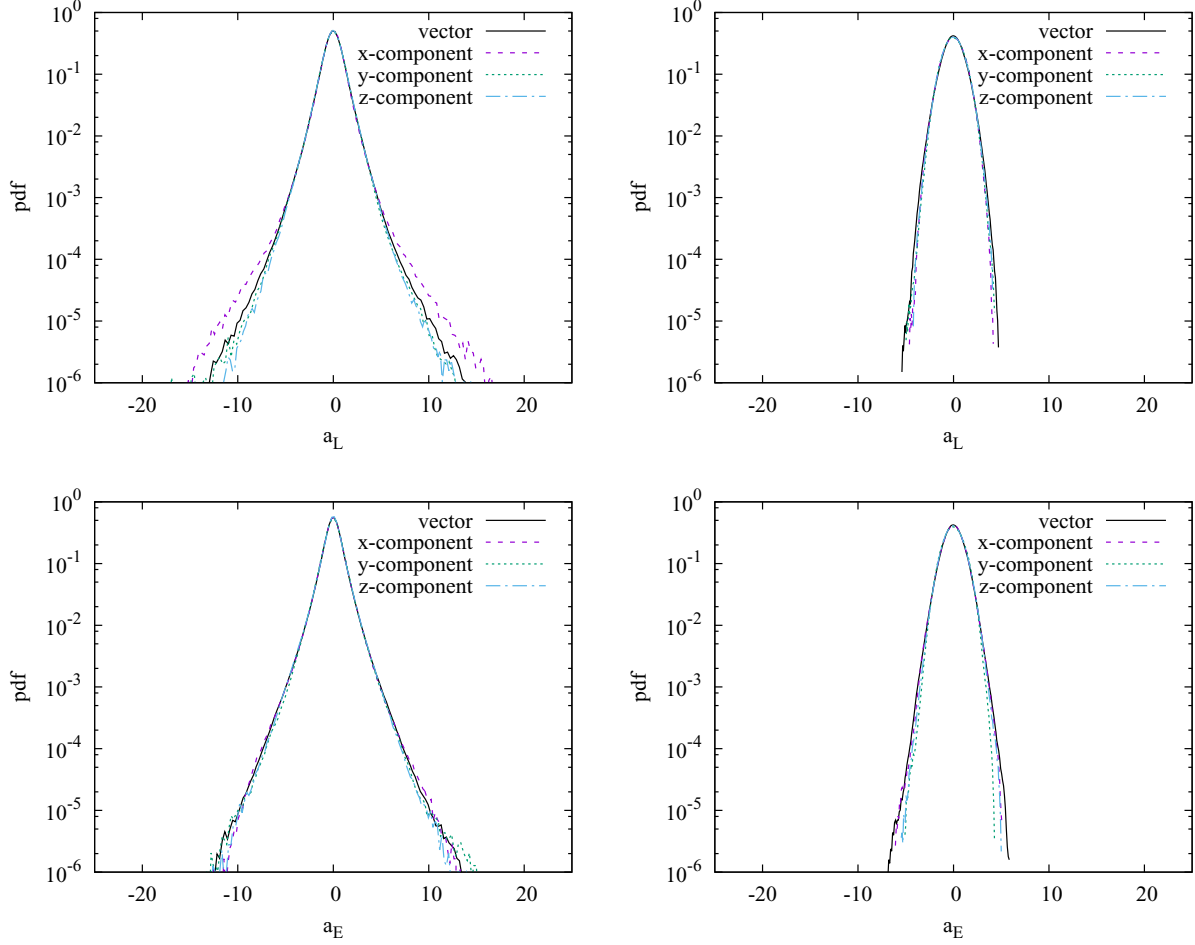 10^0
10^-1
10^-2
10^-3
10^-4
10^-5
10^-6
pdf
vector
x-component
y-component
z-component
-20 -10 0 10 20
a_L
10^0
10^-1
10^-2
10^-3
10^-4
10^-5
10^-6
pdf
vector
x-component
y-component
z-component
-20 -10 0 10 20
a_L
10^0
10^-1
10^-2
10^-3
10^-4
10^-5
10^-6
pdf
vector
x-component
y-component
z-component
-20 -10 0 10 20
a_E
10^0
10^-1
10^-2
10^-3
10^-4
10^-5
10^-6
pdf
vector
x-component
y-component
z-component
-20 -10 0 10 20
a_E